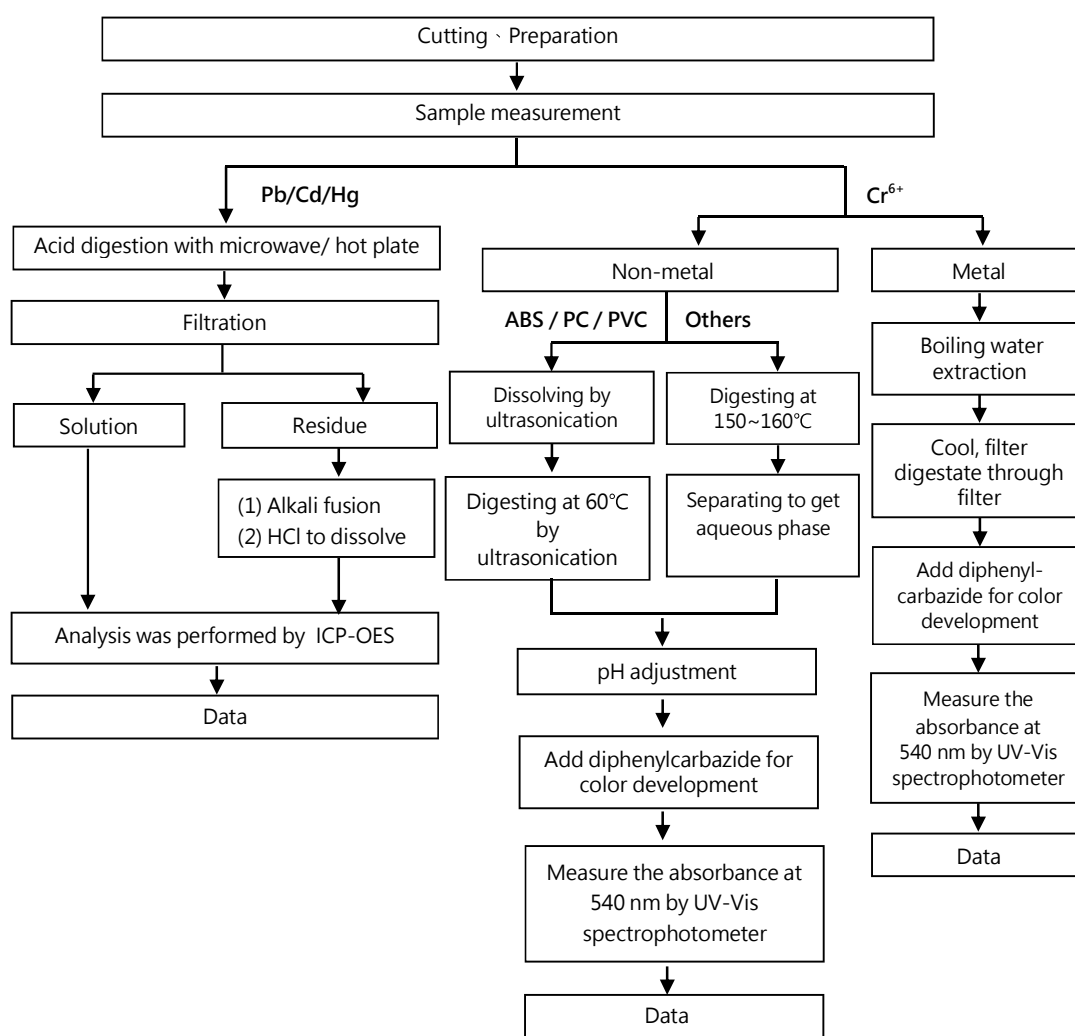 Cutting、Preparation
Sample measurement
Pb/Cd/Hg
Cr⁶⁺
Acid digestion with microwave/ hot plate
Filtration
Solution
Residue
(1) Alkali fusion
(2) HCl to dissolve
Analysis was performed by ICP-OES
Data
Non-metal
ABS / PC / PVC
Others
Dissolving by
ultrasonication
Digesting at 60℃
by
ultrasonication
Digesting at
150~160℃
Separating to get
aqueous phase
pH adjustment
Add diphenylcarbazide for
color development
Measure the absorbance at
540 nm by UV-Vis
spectrophotometer
Data
Metal
Boiling water
extraction
Cool, filter
digestate through
filter
Add diphenyl-
carbazide for color
development
Measure the
absorbance at
540 nm by UV-Vis
spectrophotometer
Data